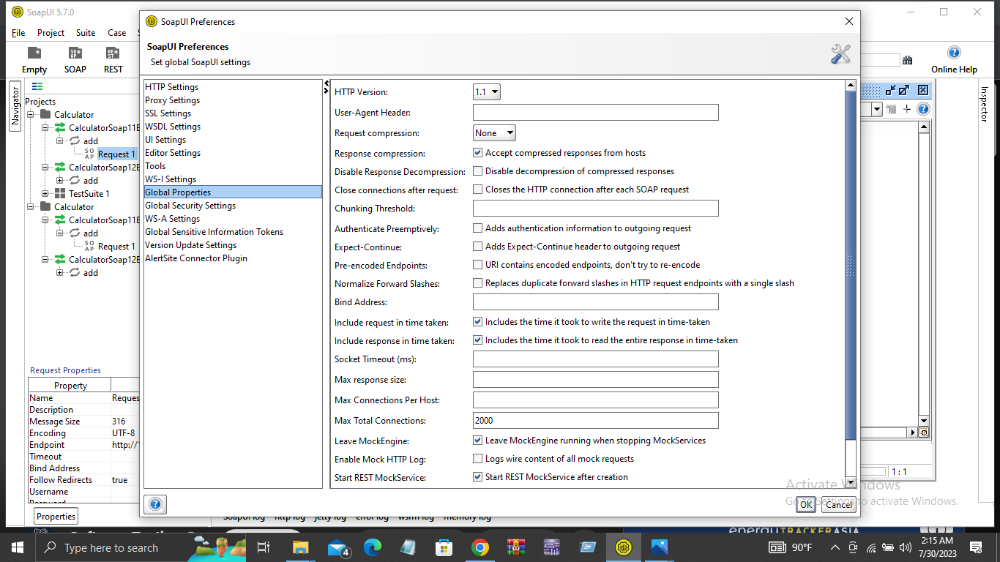 SoapUI 5.7.0
File Project Suite Case
Empty SOAP REST
Online Help
Navigator
Projects
Calculator
CalculatorSoap11B
add
Request 1
CalculatorSoap12B
add
TestSuite 1
Calculator
CalculatorSoap11B
add
Request 1
CalculatorSoap12B
add
Request Properties
Property
Name Reques
Description
Message Size 316
Encoding UTF-8
Endpoint http://
Timeout
Bind Address
Follow Redirects true
Username
Properties
SoapUI Preferences
SoapUI Preferences
Set global SoapUI settings
HTTP Settings
Proxy Settings
SSL Settings
WSDL Settings
UI Settings
Editor Settings
Tools
WS-I Settings
Global Properties
Global Security Settings
WS-A Settings
Global Sensitive Information Tokens
Version Update Settings
AlertSite Connector Plugin
HTTP Version: 1.1
User-Agent Header:
Request compression: None
Response compression: Accept compressed responses from hosts
Disable Response Decompression: Disable decompression of compressed responses
Close connections after request: Closes the HTTP connection after each SOAP request
Chunking Threshold:
Authenticate Preemptively: Adds authentication information to outgoing request
Expect-Continue: Adds Expect-Continue header to outgoing request
Pre-encoded Endpoints: URI contains encoded endpoints, don't try to re-encode
Normalize Forward Slashes: Replaces duplicate forward slashes in HTTP request endpoints with a single slash
Bind Address:
Include request in time taken: Includes the time it took to write the request in time-taken
Include response in time taken: Includes the time it took to read the entire response in time-taken
Socket Timeout (ms):
Max response size:
Max Connections Per Host:
Max Total Connections: 2000
Leave MockEngine: Leave MockEngine running when stopping MockServices
Enable Mock HTTP Log: Logs wire content of all mock requests
Start REST MockService: Start REST MockService after creation
OK Cancel
Inspector
1 : 1
Activate Windows
Go to Settings to activate Windows.
SoapUI log http log jetty log error log wsrm log memory log
energyTRACKERASIA
Type here to search
4
90°F
2:15 AM
7/30/2023